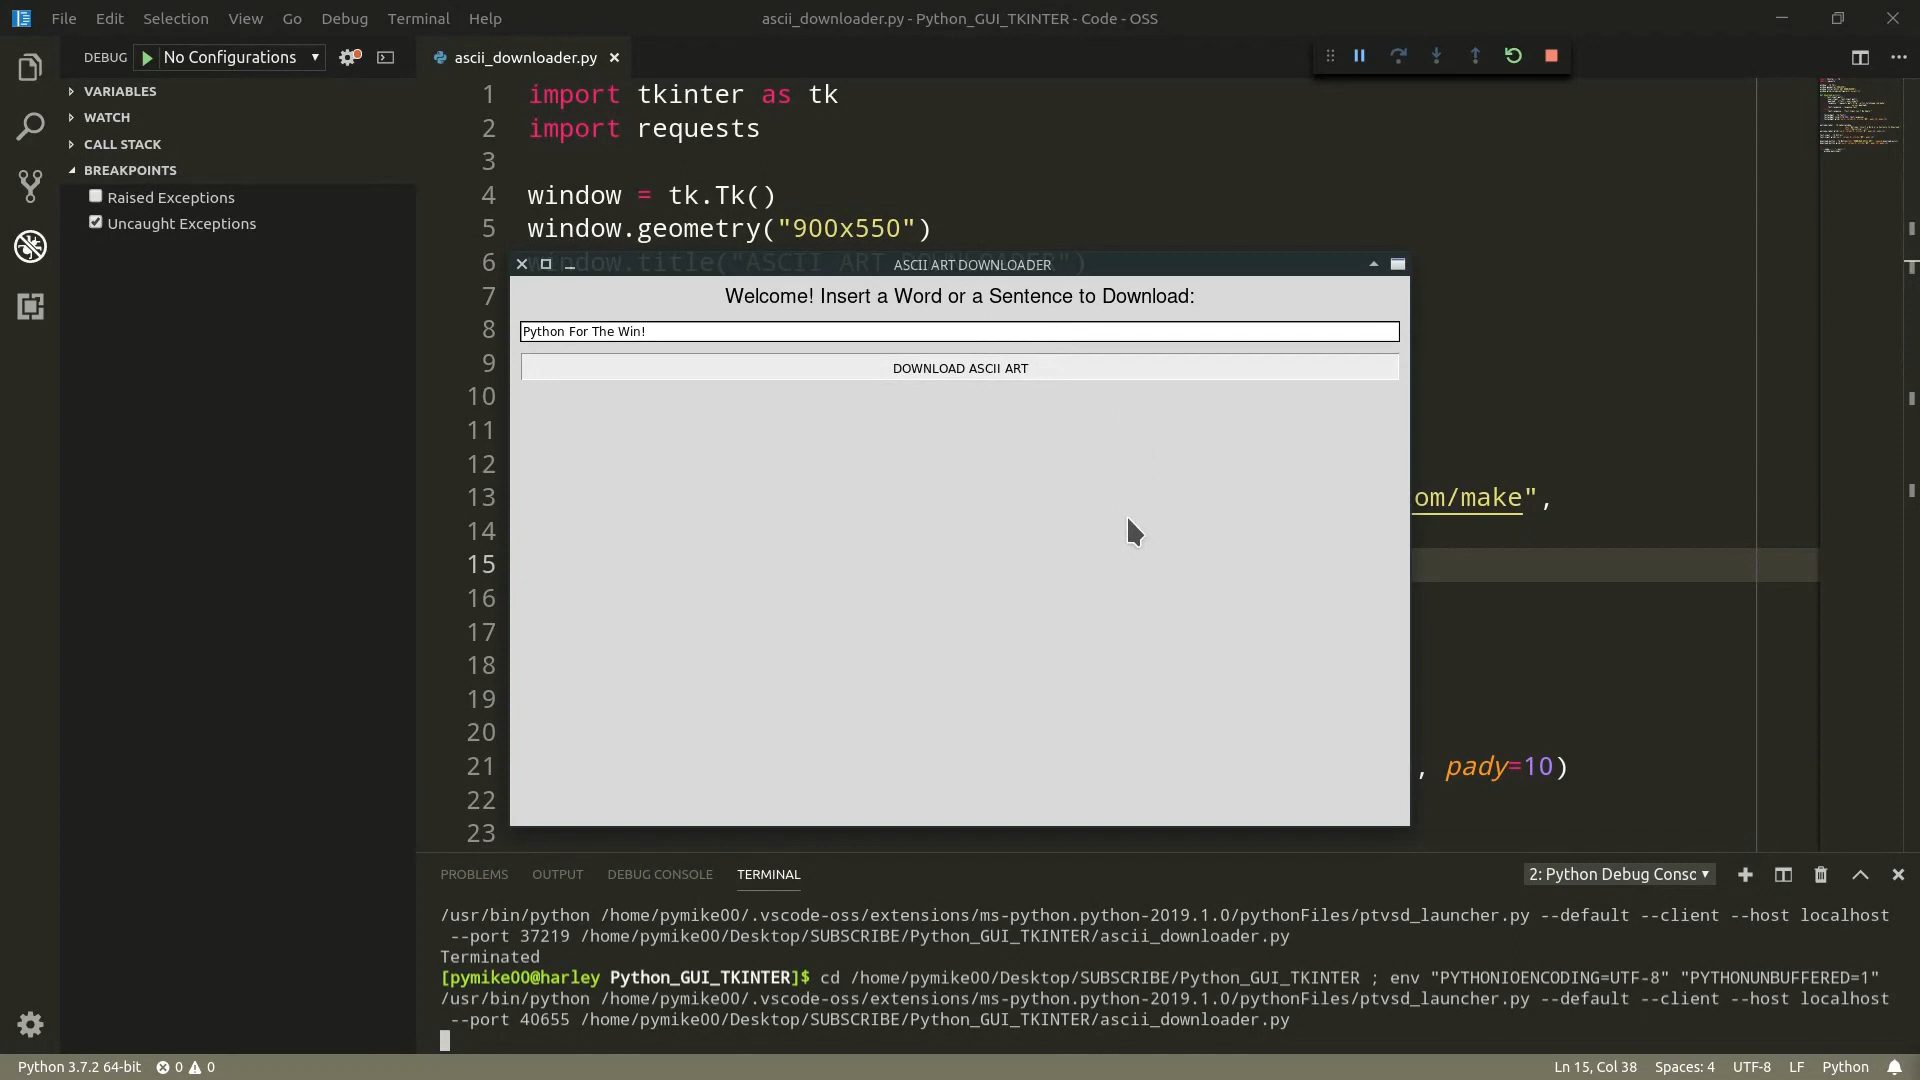 File Edit Selection View Go Debug Terminal Help
ascii_downloader.py - Python_GUI_TKINTER - Code - OSS
DEBUG No Configurations
ascii_downloader.py
VARIABLES
WATCH
CALL STACK
BREAKPOINTS
Raised Exceptions
Uncaught Exceptions
1 import tkinter as tk
2 import requests
3
4 window = tk.Tk()
5 window.geometry("900x550")
6 window.title("ASCII ART DOWNLOADER")
ASCII ART DOWNLOADER
7
Welcome! Insert a Word or a Sentence to Download:
8
Python For The Win!
9
DOWNLOAD ASCII ART
10
11
12
13 om/make",
14
15
16
17
18
19
20
21 , pady=10)
22
23
PROBLEMS OUTPUT DEBUG CONSOLE TERMINAL
2: Python Debug Consc
/usr/bin/python /home/pymike00/.vscode-oss/extensions/ms-python.python-2019.1.0/pythonFiles/ptvsd_launcher.py --default --client --host localhost
--port 37219 /home/pymike00/Desktop/SUBSCRIBE/Python_GUI_TKINTER/ascii_downloader.py
Terminated
[pymike00@harley Python_GUI_TKINTER]$ cd /home/pymike00/Desktop/SUBSCRIBE/Python_GUI_TKINTER ; env "PYTHONIOENCODING=UTF-8" "PYTHONUNBUFFERED=1"
/usr/bin/python /home/pymike00/.vscode-oss/extensions/ms-python.python-2019.1.0/pythonFiles/ptvsd_launcher.py --default --client --host localhost
--port 40655 /home/pymike00/Desktop/SUBSCRIBE/Python_GUI_TKINTER/ascii_downloader.py
Python 3.7.2 64-bit 0 0
Ln 15, Col 38 Spaces: 4 UTF-8 LF Python